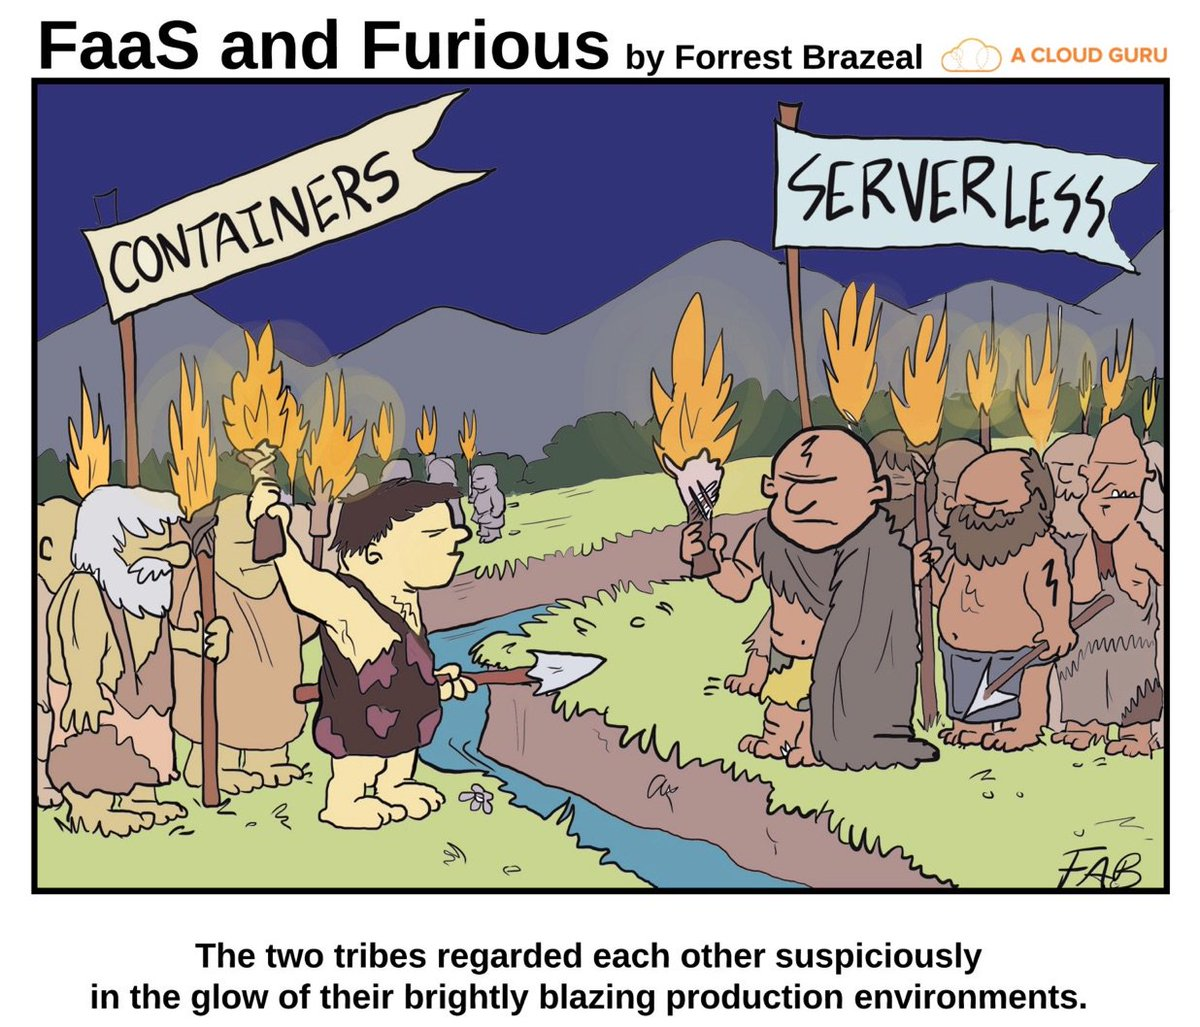 FaaS and Furious by Forrest Brazeal A CLOUD GURU
CONTAINERS
SERVERLESS
FAB
The two tribes regarded each other suspiciously
in the glow of their brightly blazing production environments.